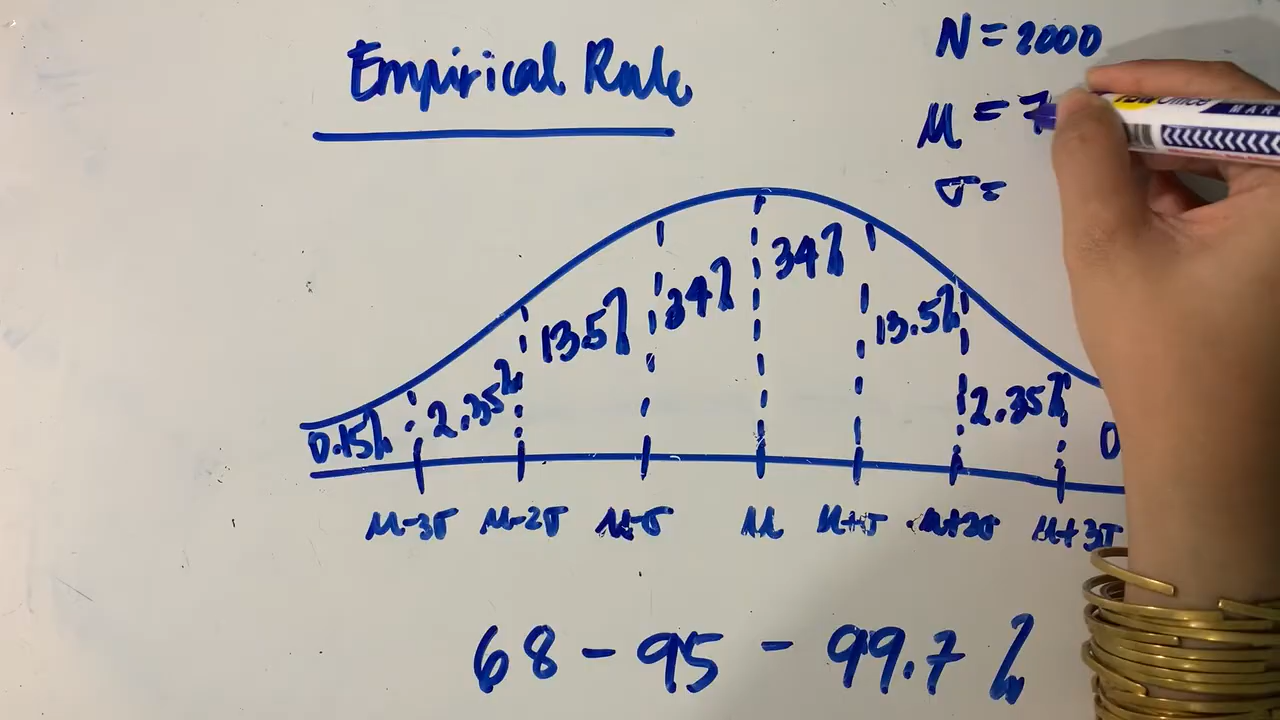 Empirical Rule
N = 2000
μ = 7
σ =
34%
34%
13.5%
13.5%
2.35%
2.35%
0.15%
0
μ-3σ μ-2σ μ-σ μ μ+σ μ+2σ μ+3σ
68 - 95 - 99.7%